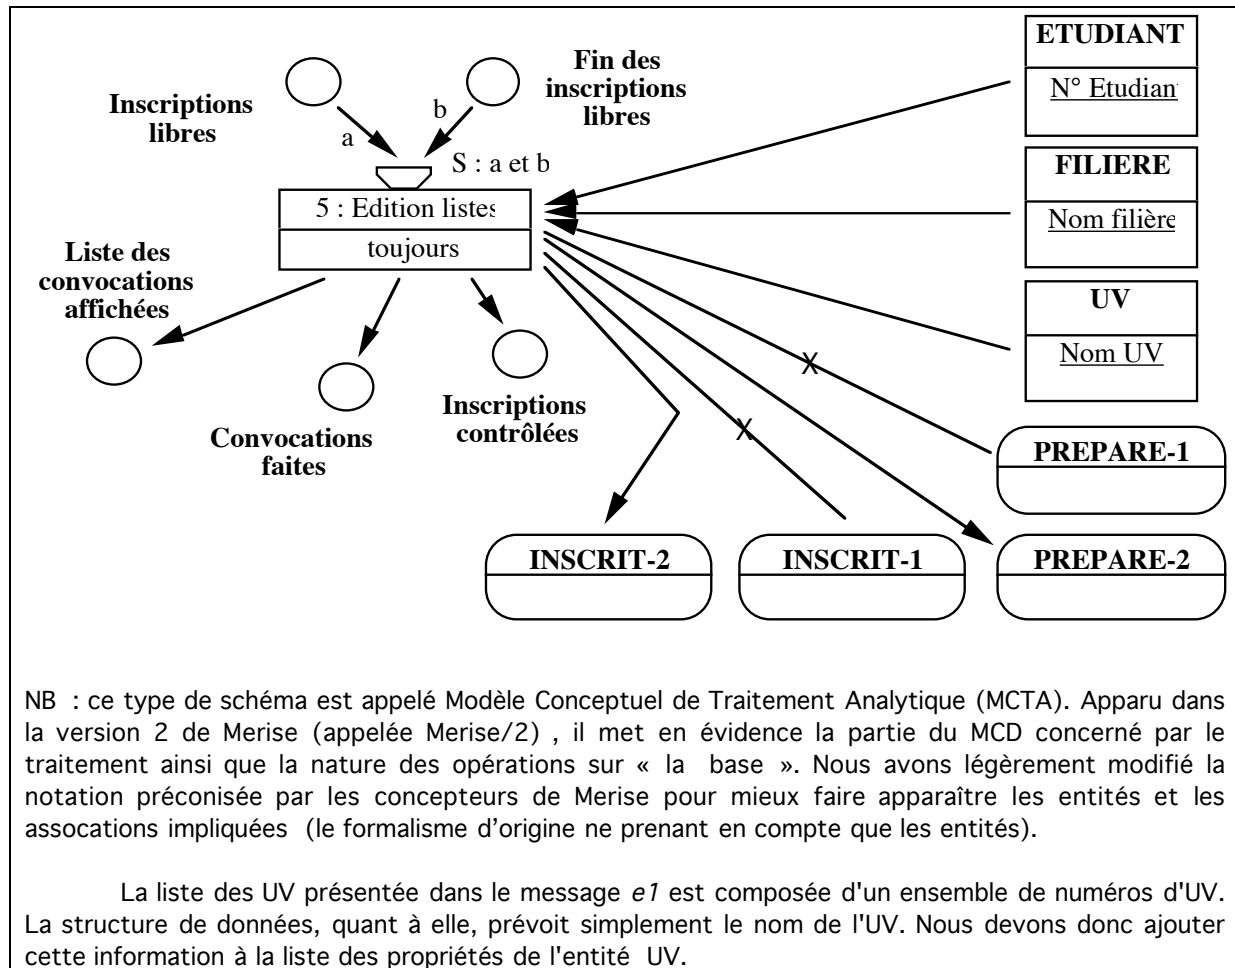 ETUDIANT
N° Etudian
Inscriptions
libres
Fin des
inscriptions
libres
a
b
S : a et b
FILIERE
Nom filière
5 : Edition listes
toujours
Liste des
convocations
affichées
UV
Nom UV
X
X
Inscriptions
contrôlées
Convocations
faites
PREPARE-1
INSCRIT-2
INSCRIT-1
PREPARE-2
NB : ce type de schéma est appelé Modèle Conceptuel de Traitement Analytique (MCTA). Apparu dans
la version 2 de Merise (appelée Merise/2) , il met en évidence la partie du MCD concerné par le
traitement ainsi que la nature des opérations sur « la base ». Nous avons légèrement modifié la
notation préconisée par les concepteurs de Merise pour mieux faire apparaître les entités et les
assocations impliquées (le formalisme d'origine ne prenant en compte que les entités).
La liste des UV présentée dans le message e1 est composée d'un ensemble de numéros d'UV.
La structure de données, quant à elle, prévoit simplement le nom de l'UV. Nous devons donc ajouter
cette information à la liste des propriétés de l'entité UV.